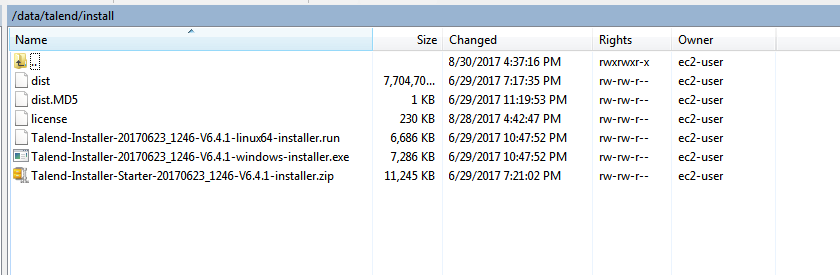 /data/talend/install
Name Size Changed Rights Owner
.. 8/30/2017 4:37:16 PM rwxrwxr-x ec2-user
dist 7,704,70... 6/29/2017 7:17:35 PM rw-rw-r-- ec2-user
dist.MD5 1 KB 6/29/2017 11:19:53 PM rw-rw-r-- ec2-user
license 230 KB 8/28/2017 4:42:47 PM rw-rw-r-- ec2-user
Talend-Installer-20170623_1246-V6.4.1-linux64-installer.run 6,686 KB 6/29/2017 10:47:52 PM rw-rw-r-- ec2-user
Talend-Installer-20170623_1246-V6.4.1-windows-installer.exe 7,286 KB 6/29/2017 10:47:52 PM rw-rw-r-- ec2-user
Talend-Installer-Starter-20170623_1246-V6.4.1-installer.zip 11,245 KB 6/29/2017 7:21:02 PM rw-rw-r-- ec2-user